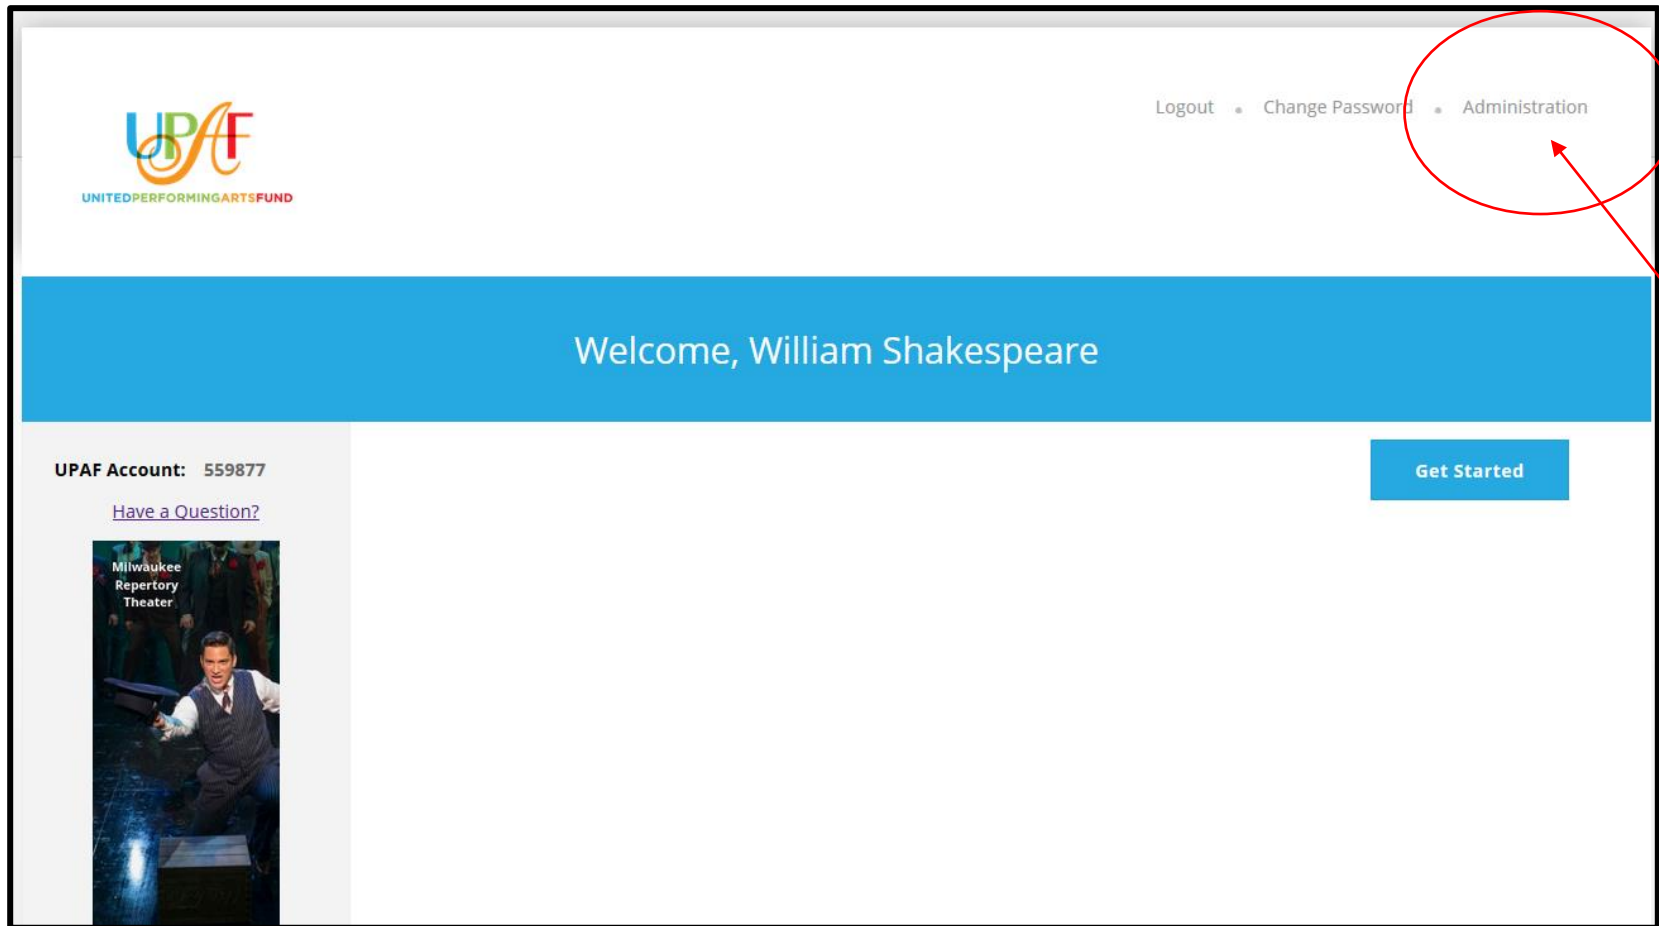 UPAF
UNITEDPERFORMINGARTSFUND
Logout • Change Password • Administration
Welcome, William Shakespeare
UPAF Account: 559877
Have a Question?
Milwaukee
Repertory
Theater
Get Started